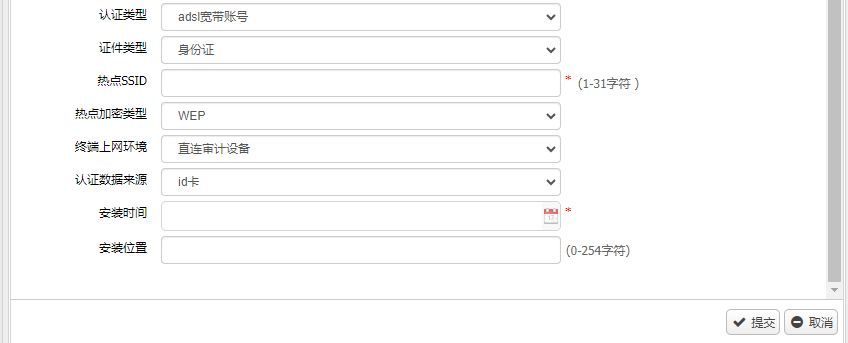 认证类型 adsl宽带账号
证件类型 身份证
热点SSID * (1-31字符 )
热点加密类型 WEP
终端上网环境 直连审计设备
认证数据来源 id卡
安装时间 *
安装位置 (0-254字符)
提交 取消